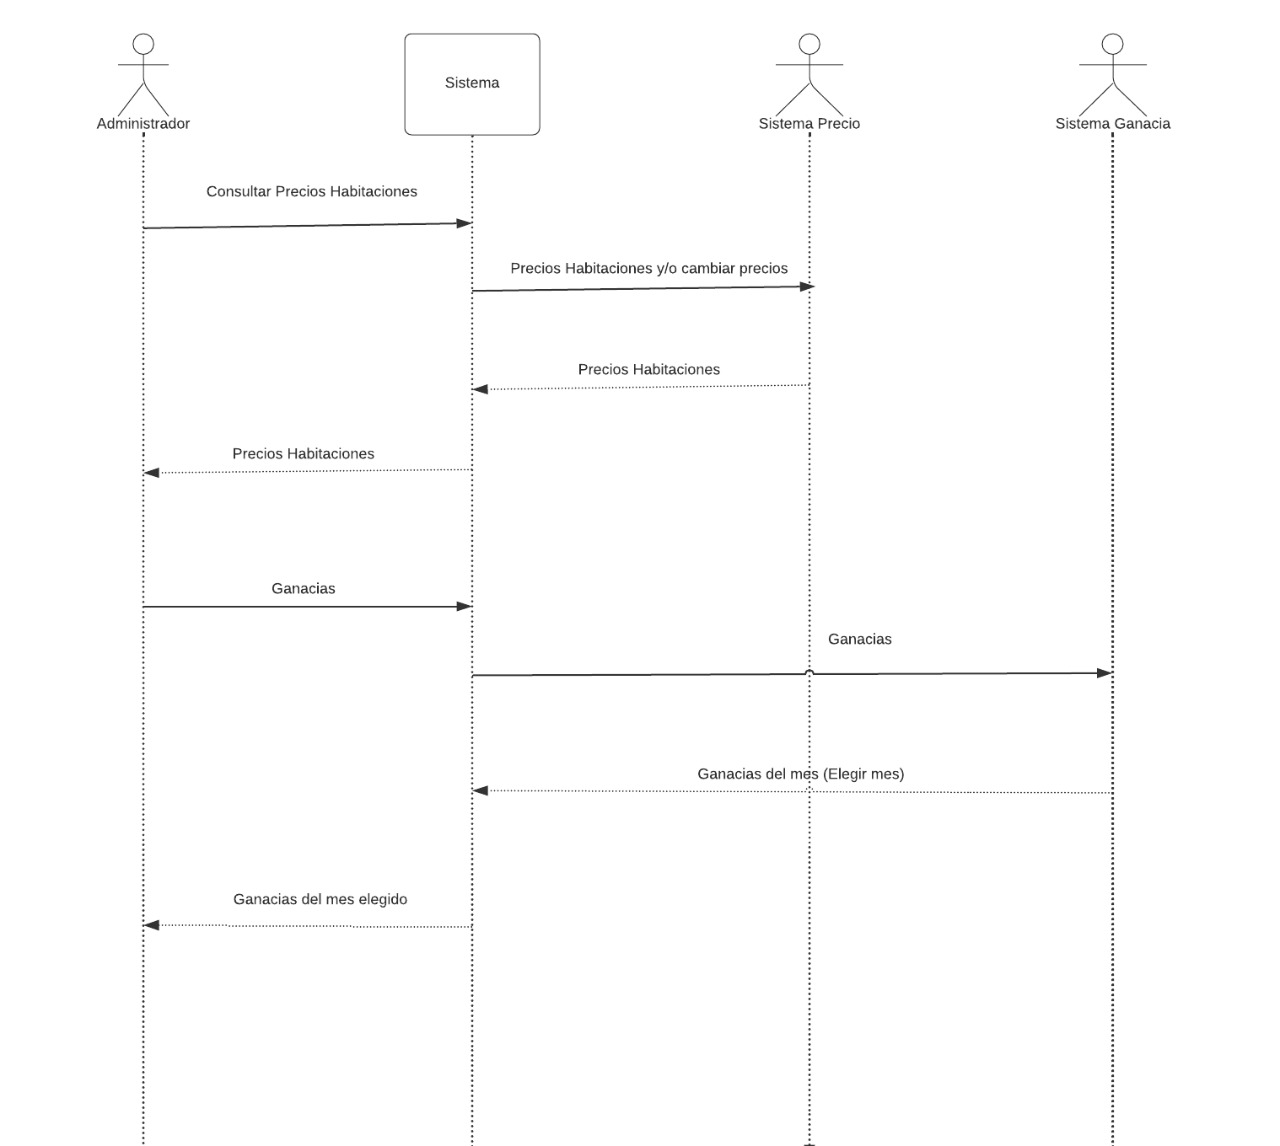 Administrador
Sistema
Sistema Precio
Sistema Ganacia
Consultar Precios Habitaciones
Precios Habitaciones y/o cambiar precios
Precios Habitaciones
Precios Habitaciones
Ganacias
Ganacias
Ganacias del mes (Elegir mes)
Ganacias del mes elegido